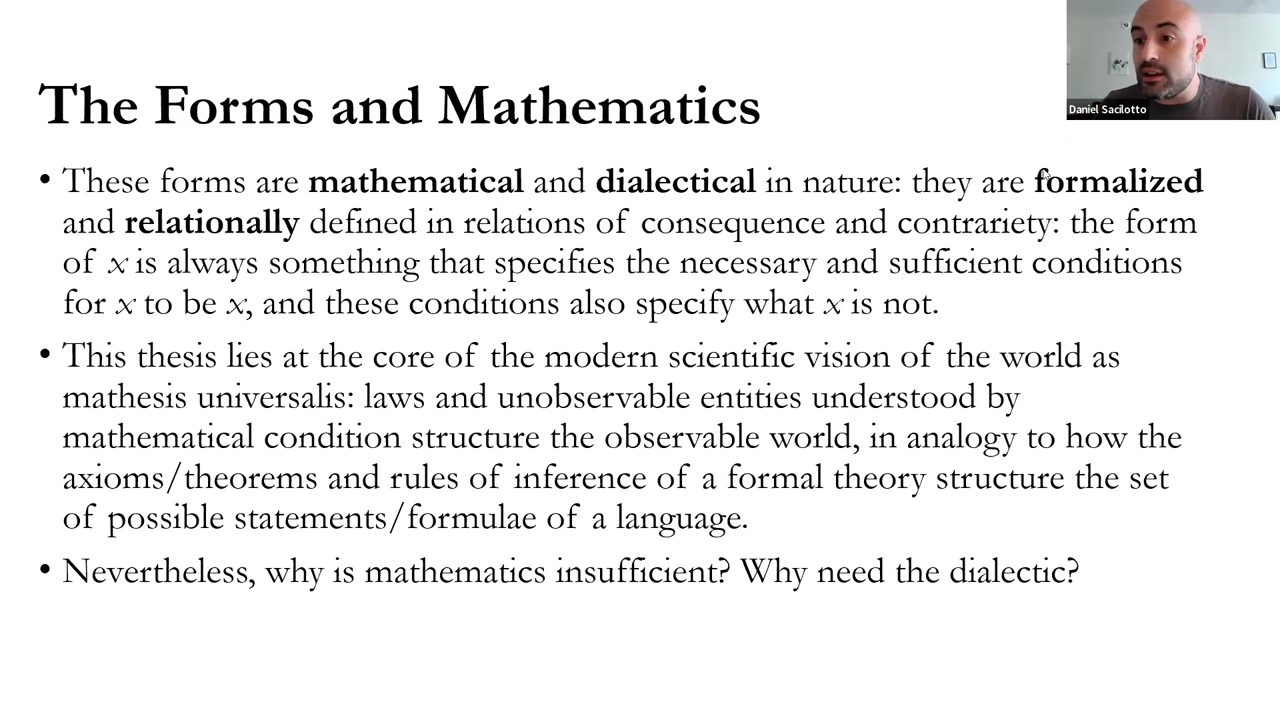 Daniel Sacilotto
The Forms and Mathematics
• These forms are mathematical and dialectical in nature: they are formalized
and relationally defined in relations of consequence and contrariety: the form
of x is always something that specifies the necessary and sufficient conditions
for x to be x, and these conditions also specify what x is not.
• This thesis lies at the core of the modern scientific vision of the world as
mathesis universalis: laws and unobservable entities understood by
mathematical condition structure the observable world, in analogy to how the
axioms/theorems and rules of inference of a formal theory structure the set
of possible statements/formulae of a language.
• Nevertheless, why is mathematics insufficient? Why need the dialectic?